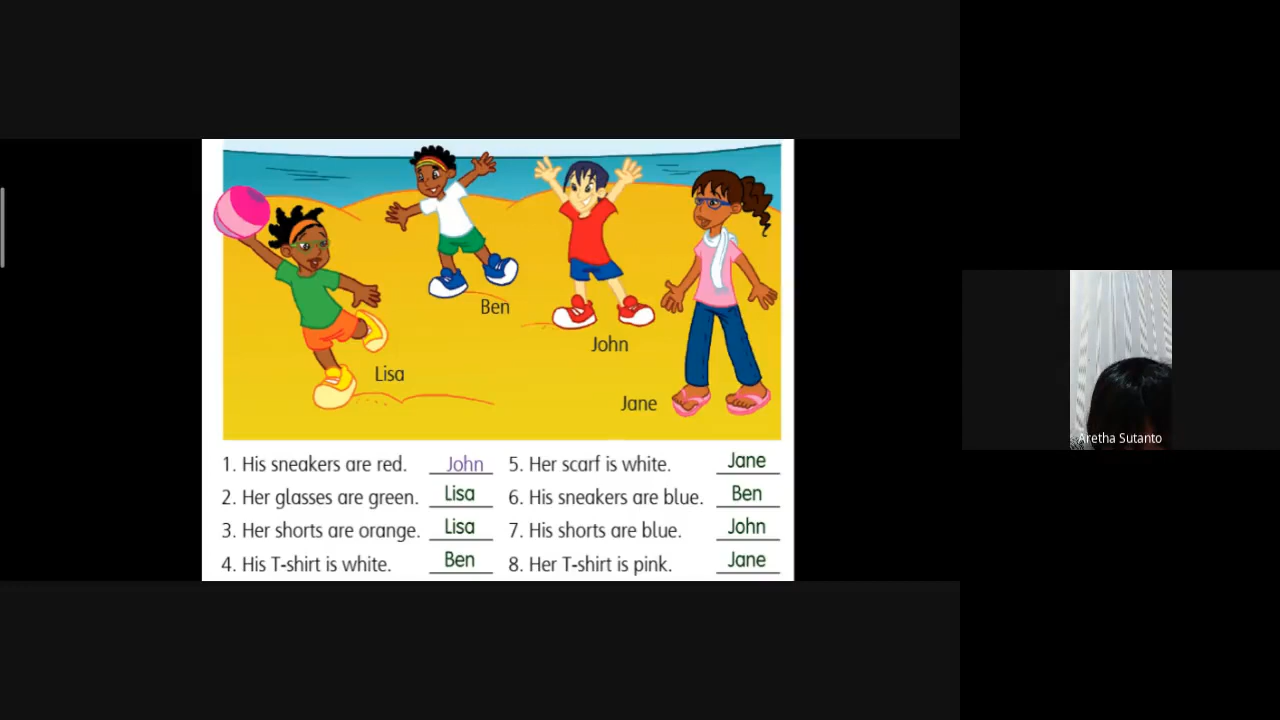 Ben
John
Lisa
Jane
1. His sneakers are red. John
2. Her glasses are green. Lisa
3. Her shorts are orange. Lisa
4. His T-shirt is white. Ben
5. Her scarf is white. Jane
6. His sneakers are blue. Ben
7. His shorts are blue. John
8. Her T-shirt is pink. Jane
Aretha Sutanto